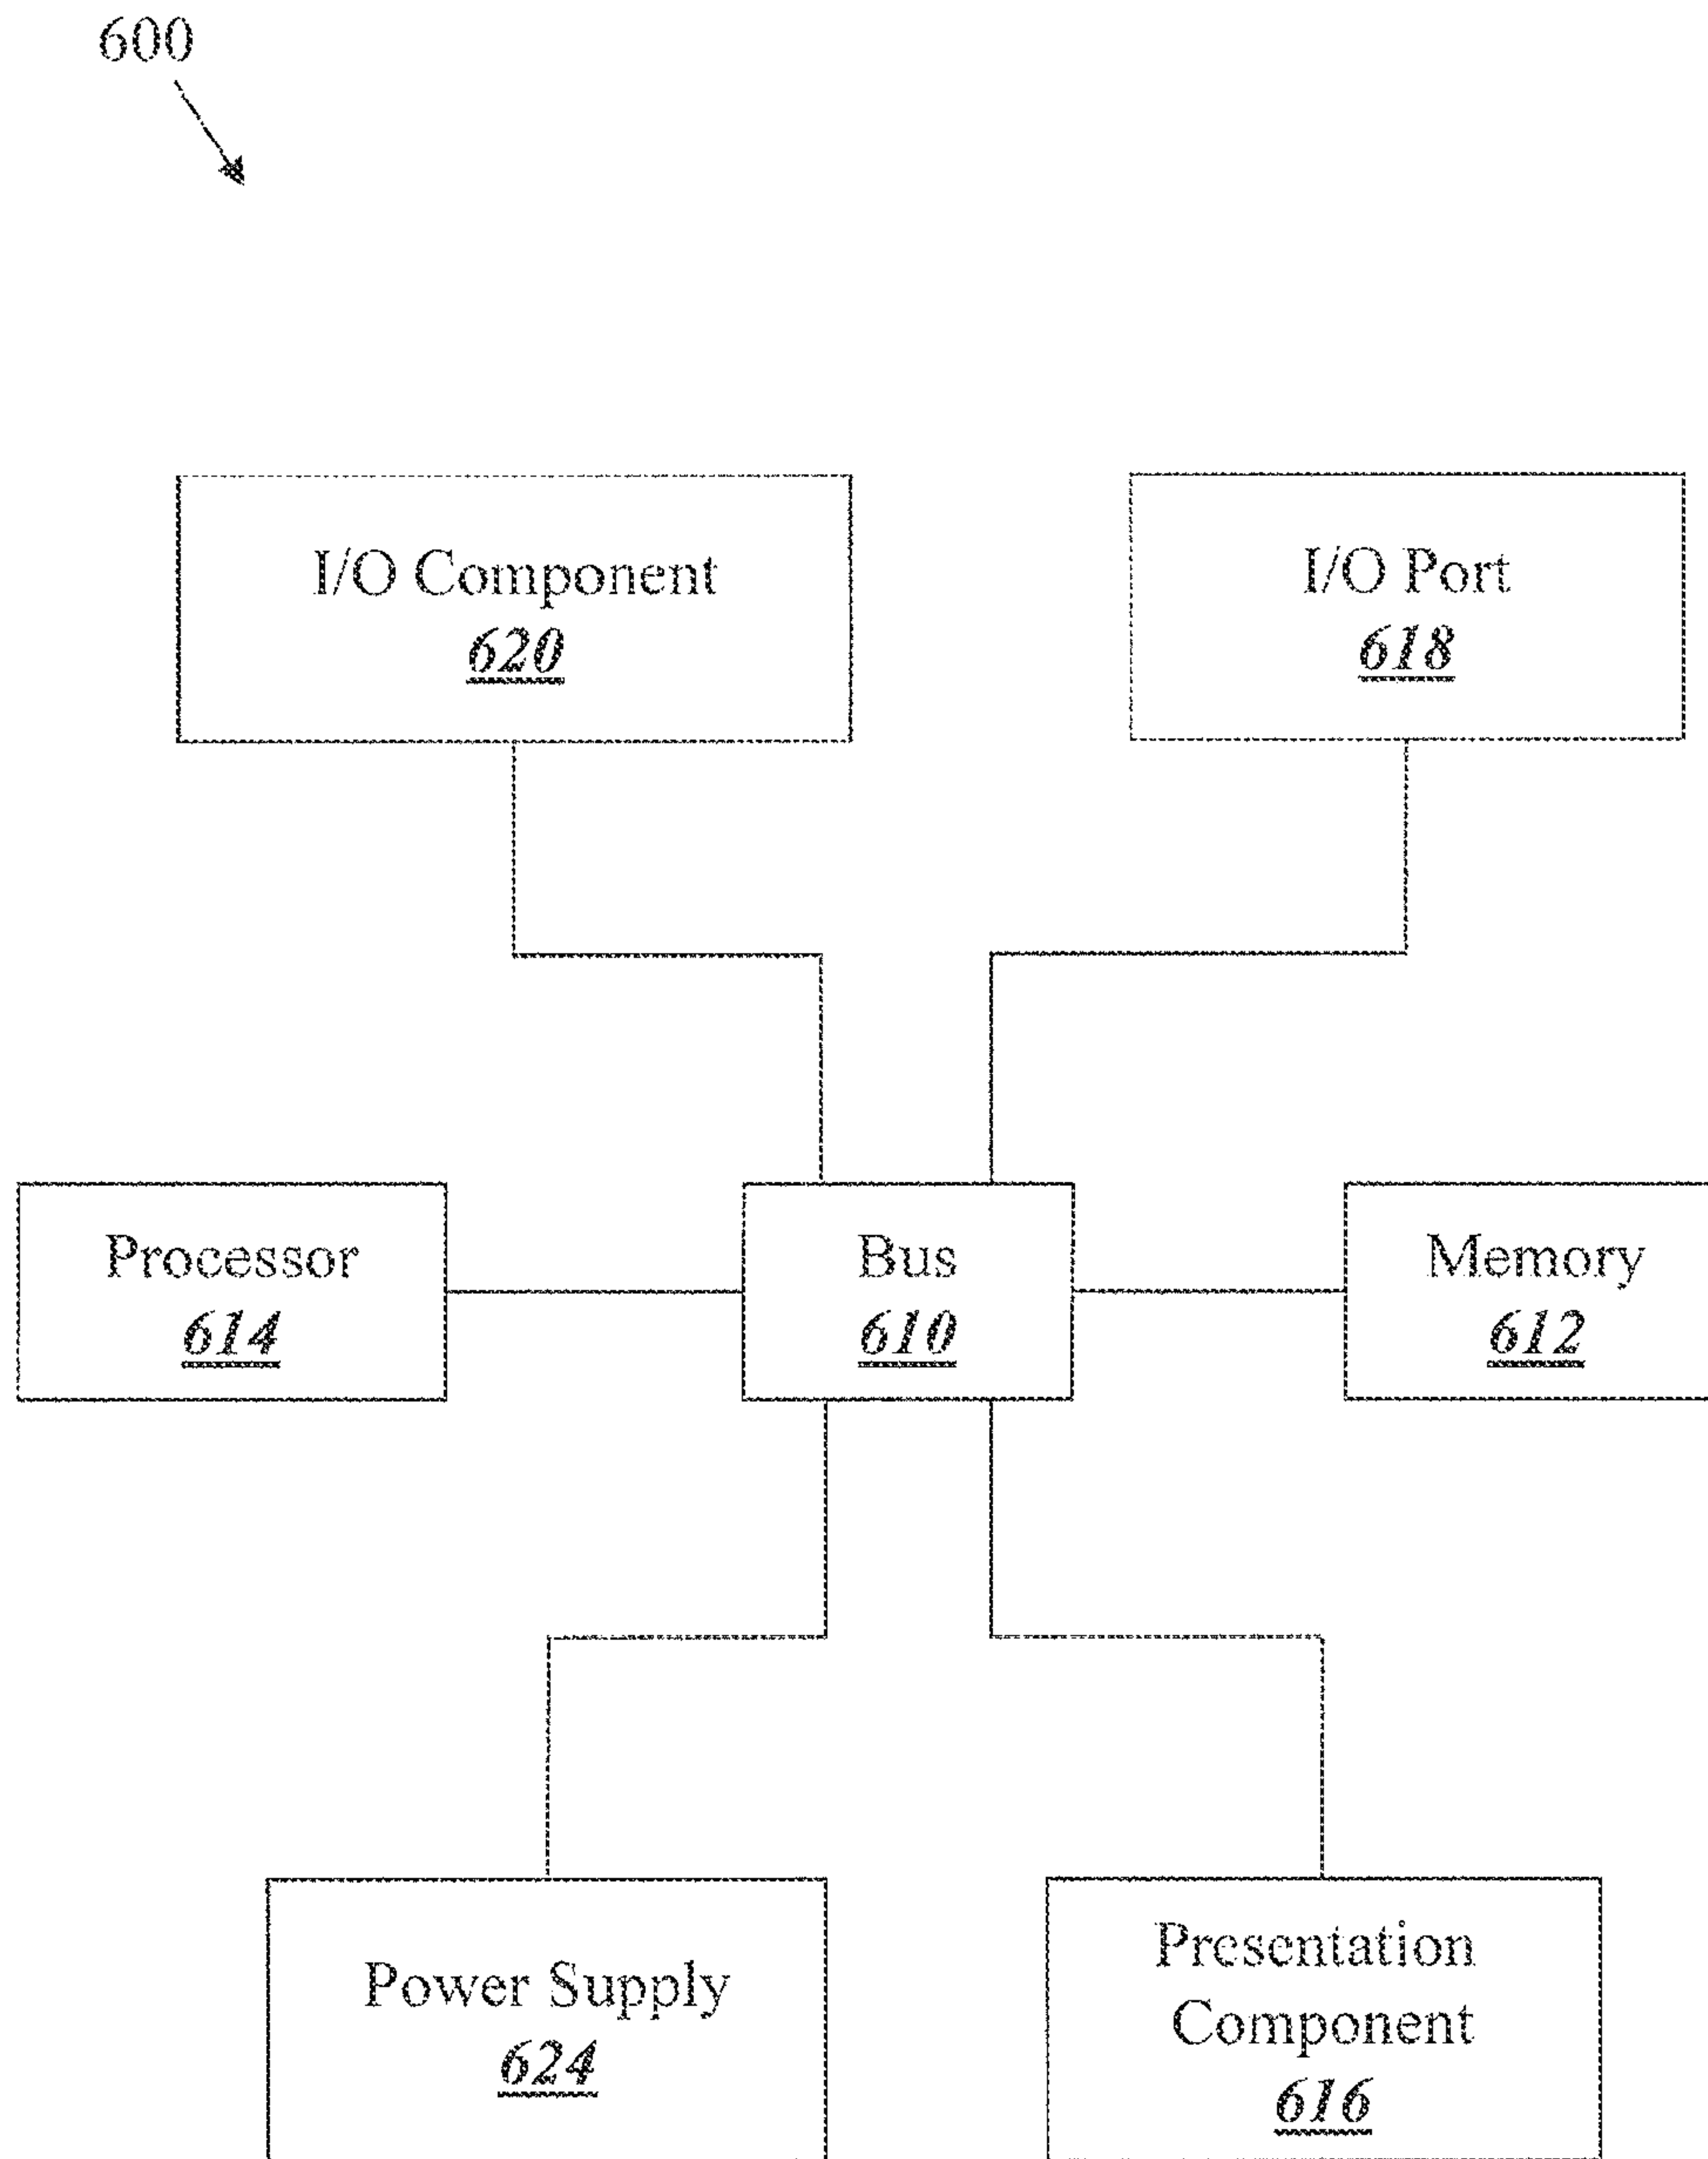 600
I/O Component
620
I/O Port
618
Processor
614
Bus
610
Memory
612
Power Supply
624
Presentation
Component
616